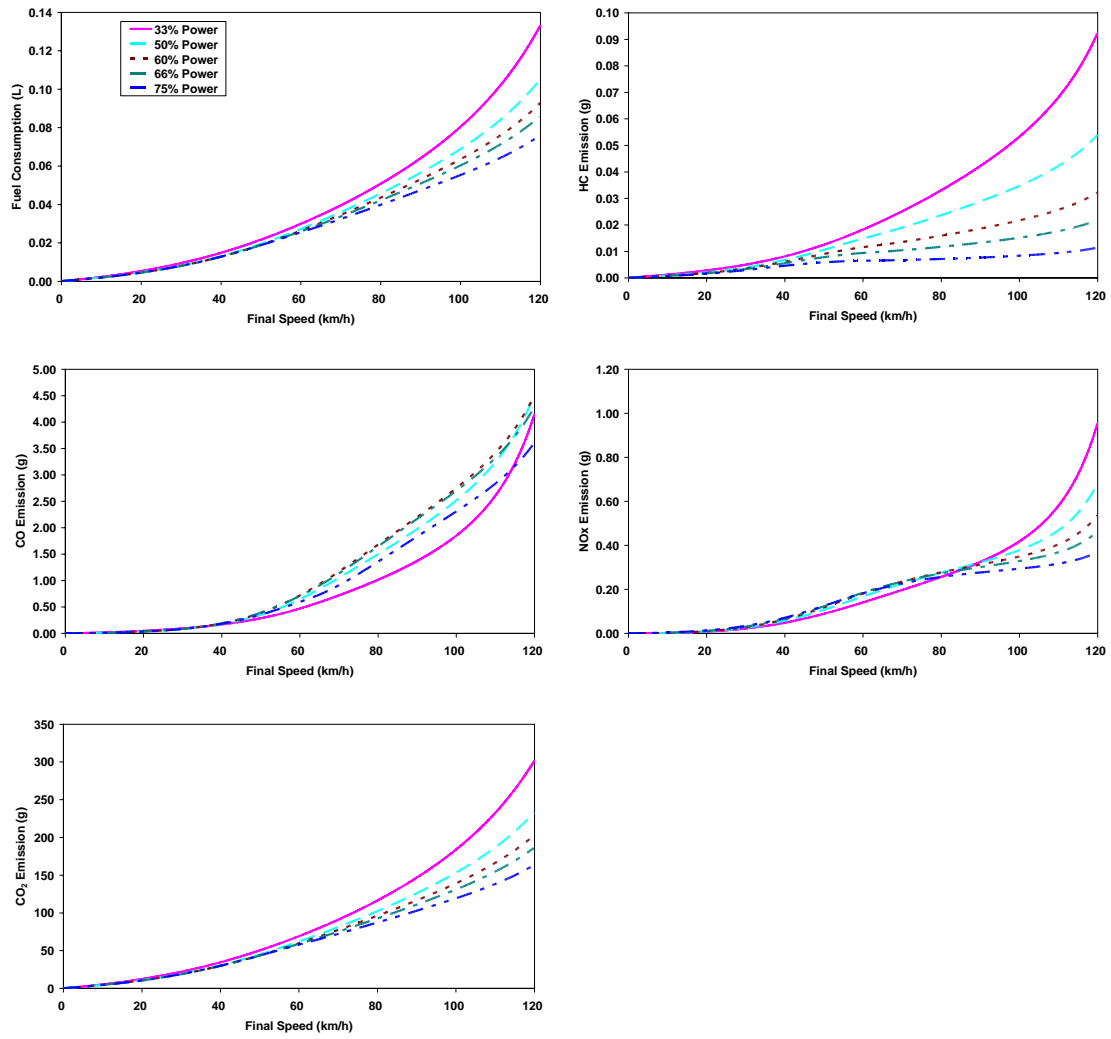 0.14
0.12
0.10
0.08
0.06
0.04
0.02
0.00
Fuel Consumption (L)
33% Power
50% Power
60% Power
66% Power
75% Power
0 20 40 60 80 100 120
Final Speed (km/h)
0.10
0.09
0.08
0.07
0.06
0.05
0.04
0.03
0.02
0.01
0.00
HC Emission (g)
0 20 40 60 80 100 120
Final Speed (km/h)
5.00
4.50
4.00
3.50
3.00
2.50
2.00
1.50
1.00
0.50
0.00
CO Emission (g)
0 20 40 60 80 100 120
Final Speed (km/h)
1.20
1.00
0.80
0.60
0.40
0.20
0.00
NOx Emission (g)
0 20 40 60 80 100 120
Final Speed (km/h)
350
300
250
200
150
100
50
0
CO₂ Emission (g)
0 20 40 60 80 100 120
Final Speed (km/h)